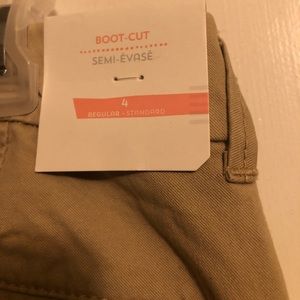 BOOT-CUT
SEMI-ÉVASÉ
4
REGULAR • STANDARD